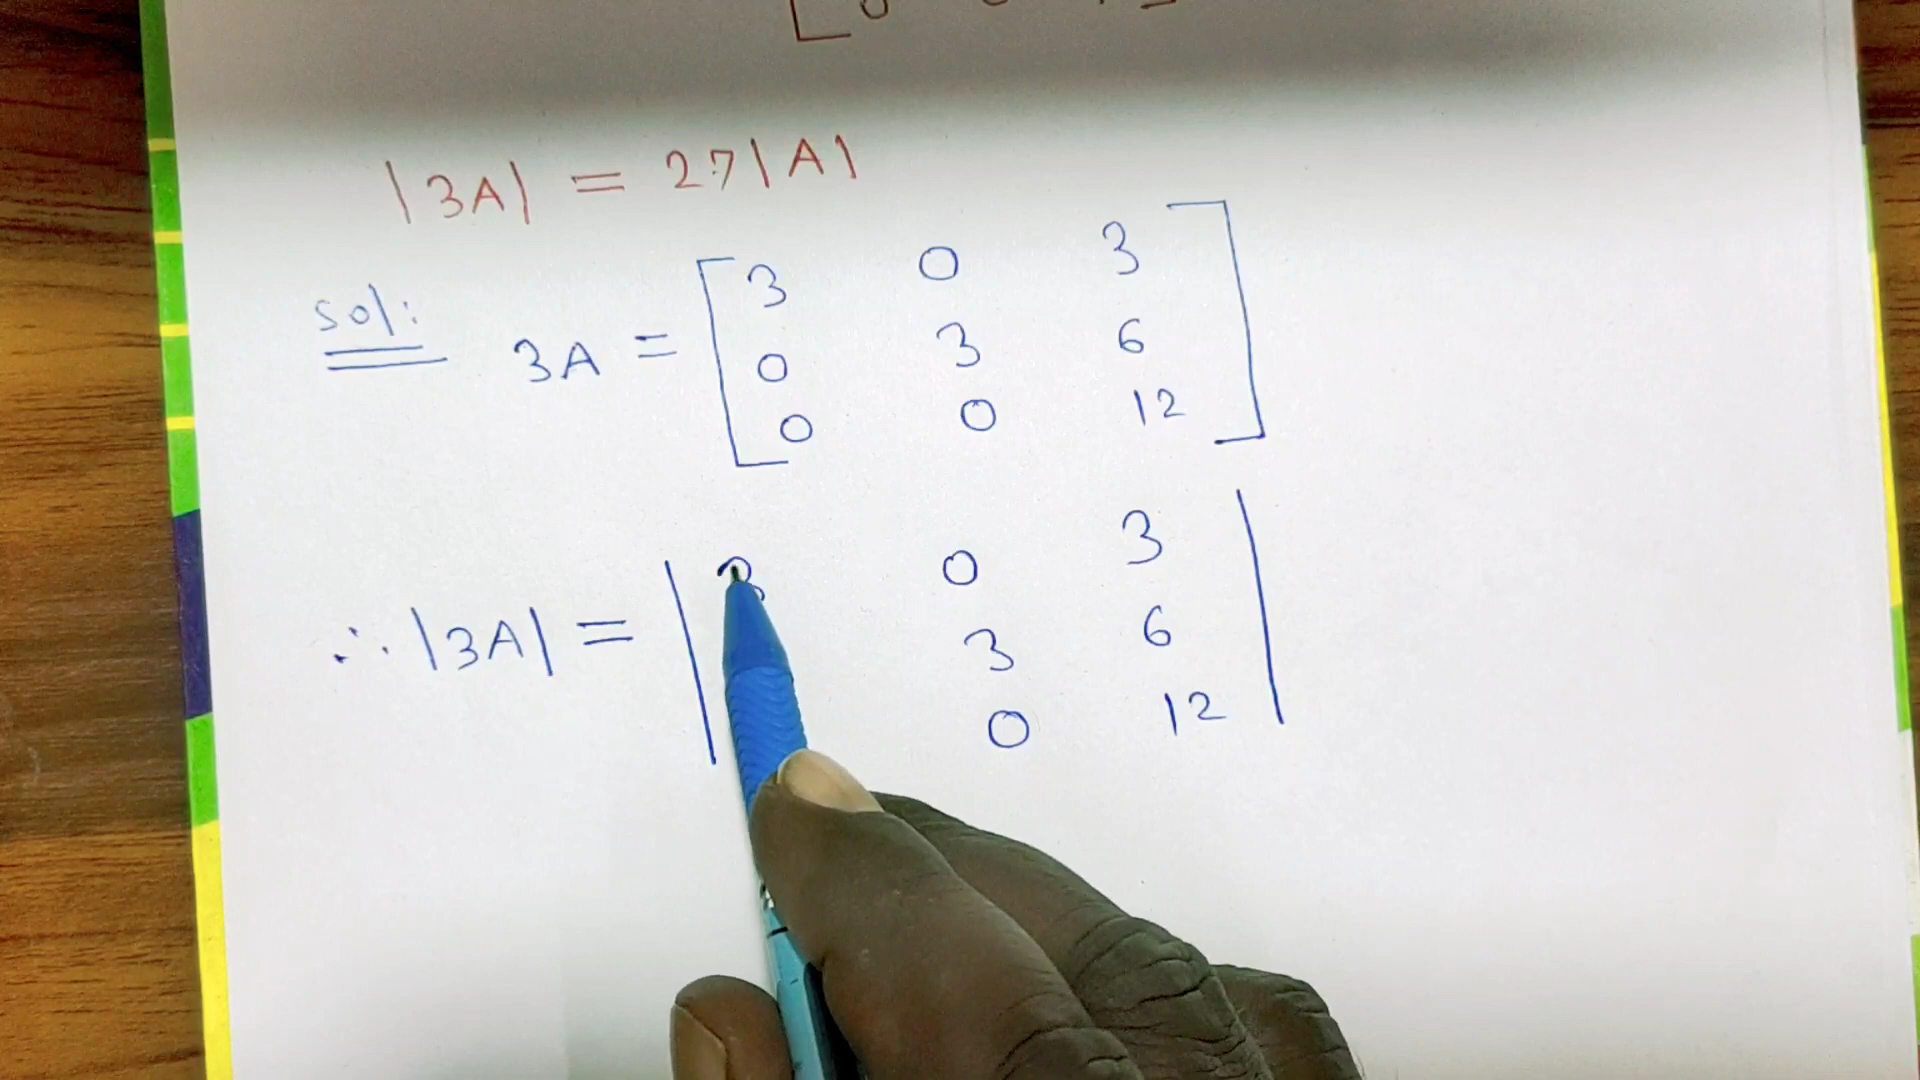 |3A| = 27|A|
Sol: 3A = [3 0 3
0 3 6
0 0 12]
∴ |3A| = |3 0 3
3 6
0 12|